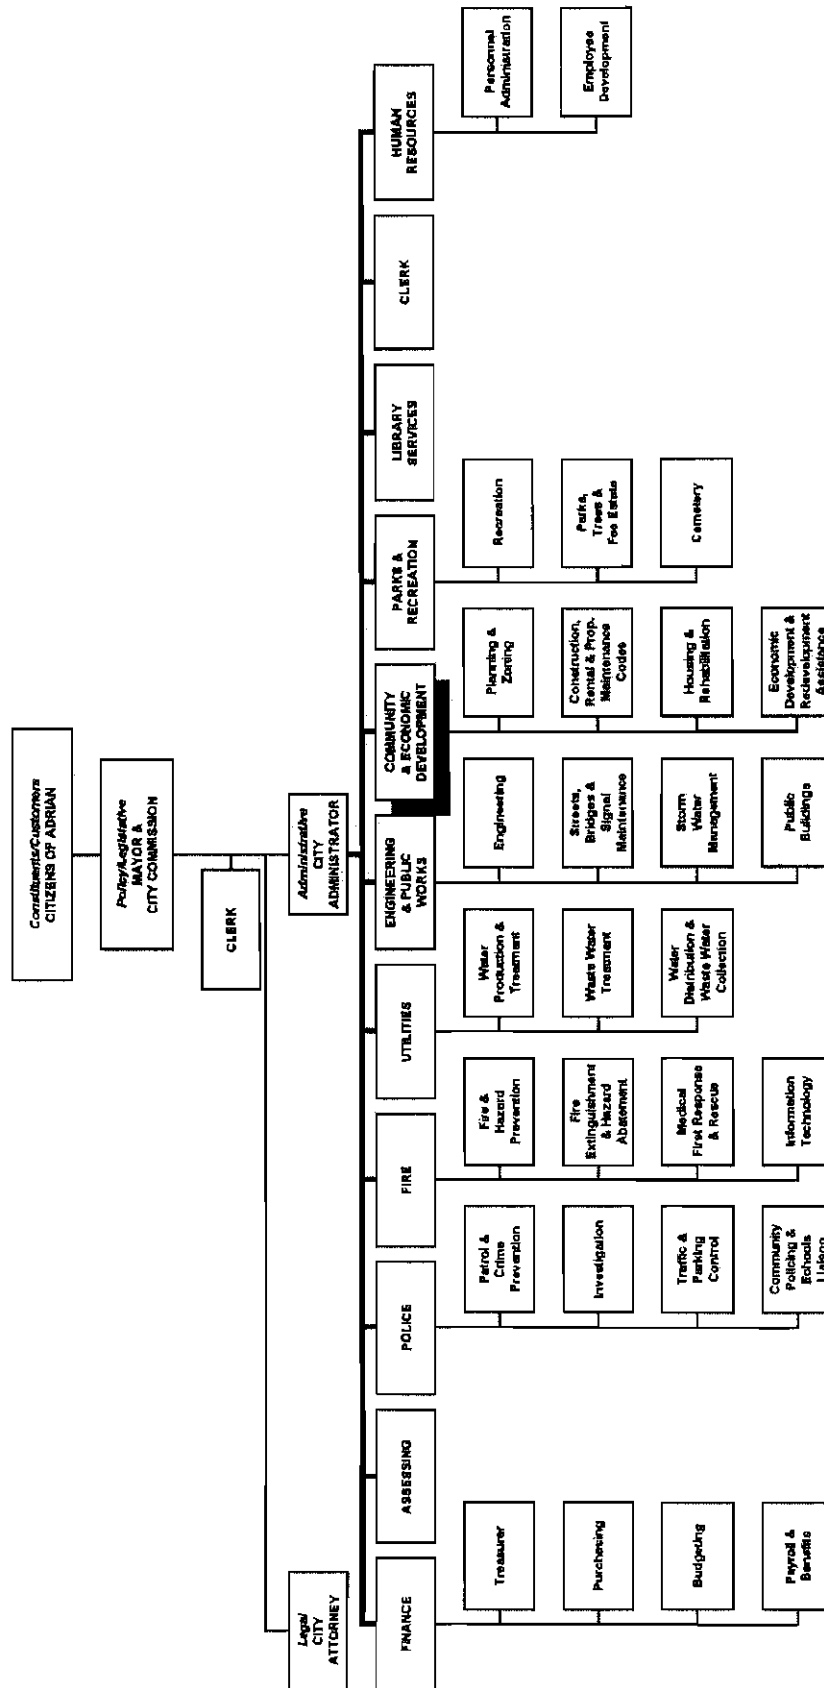 Constituents/Customers
CITIZENS OF ADRIAN
Policy/Legislative
MAYOR &
CITY COMMISSION
CLERK
Legal
CITY
ATTORNEY
Administrative
CITY
ADMINISTRATOR
FINANCE
ASSESSING
POLICE
FIRE
UTILITIES
ENGINEERING
& PUBLIC
WORKS
COMMUNITY
& ECONOMIC
DEVELOPMENT
PARKS &
RECREATION
LIBRARY
SERVICES
CLERK
HUMAN
RESOURCES
Treasurer
Purchasing
Budgeting
Payroll &
Benefits
Patrol &
Crime
Prevention
Investigation
Traffic &
Parking
Control
Community
Policing &
Schools
Liaison
Fire &
Hazard
Prevention
Fire
Extinguishment
& Hazard
Abatement
Medical
First Response
& Rescue
Information
Technology
Water
Production &
Treatment
Waste Water
Treatment
Water
Distribution &
Waste Water
Collection
Engineering
Streets,
Bridges &
Signal
Maintenance
Storm
Water
Management
Public
Buildings
Planning &
Zoning
Construction,
Rental & Prop.
Maintenance
Codes
Housing &
Rehabilitation
Economic
Development &
Redevelopment
Assistance
Recreation
Parks,
Trees &
Fee Estate
Cemetery
Personnel
Administration
Employee
Development